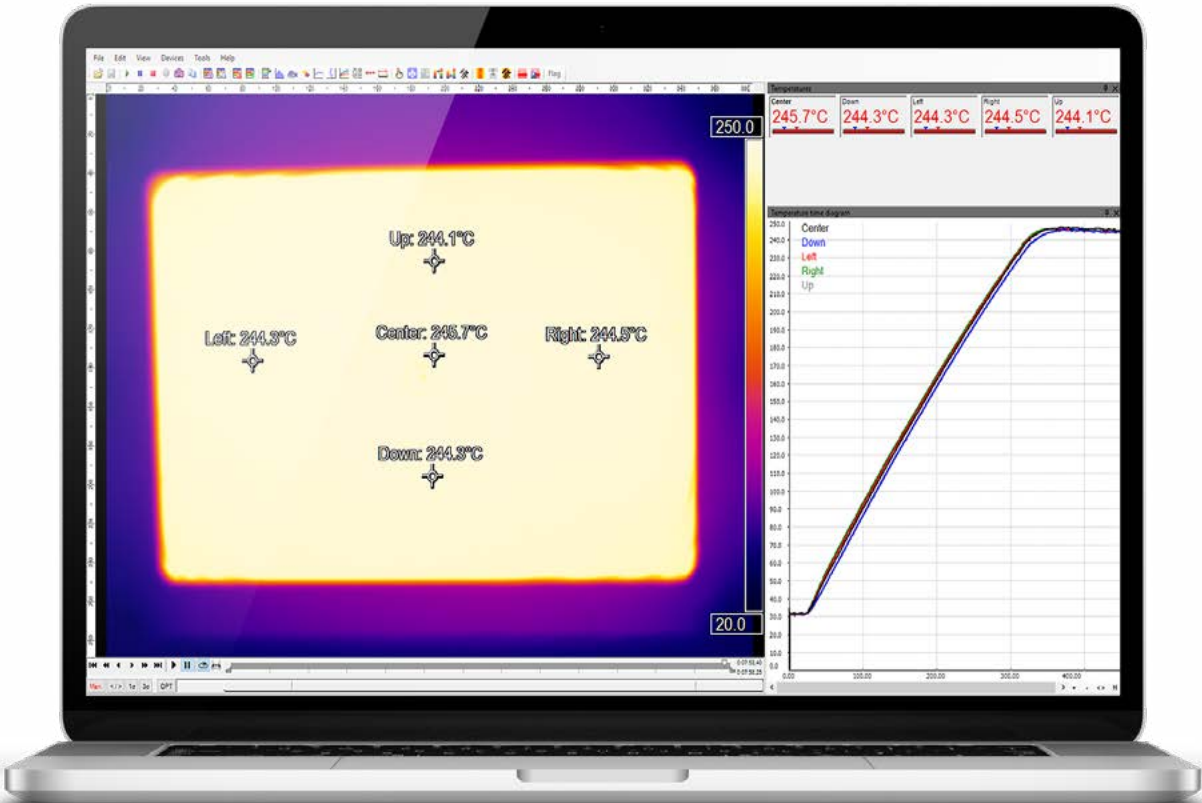 File Edit View Devices Tools Help
Flag
Temperatures
Center Down Left Right Up
245.7°C 244.3°C 244.3°C 244.5°C 244.1°C
250.0
Up: 244.1°C
Left: 244.3°C
Center: 245.7°C
Right: 244.5°C
Down: 244.3°C
20.0
Temperature time diagram
Center
Down
Left
Right
Up
250.0
240.0
230.0
220.0
210.0
200.0
190.0
180.0
170.0
160.0
150.0
140.0
130.0
120.0
110.0
100.0
90.0
80.0
70.0
60.0
50.0
40.0
30.0
20.0
10.0
0.0
0.00 100.00 200.00 300.00 400.00
Man. </> 1σ 3σ OPT